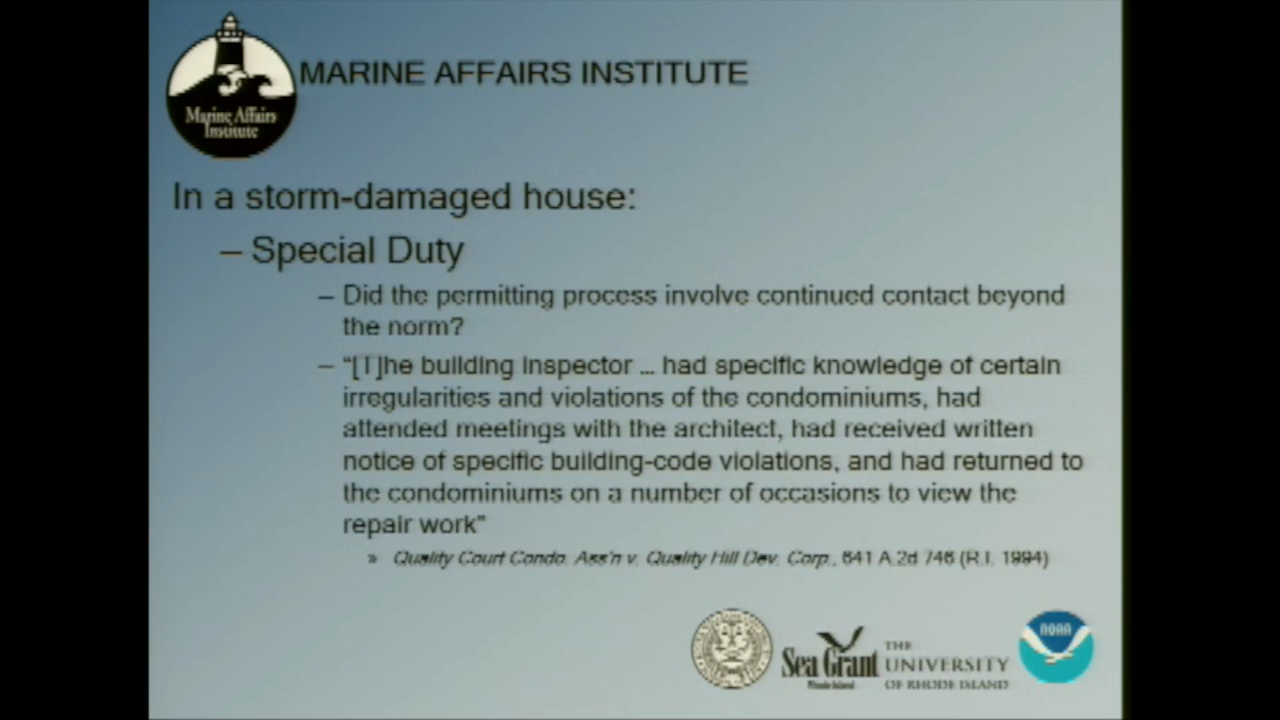 MARINE AFFAIRS INSTITUTE
Marine Affairs
Institute
In a storm-damaged house:
– Special Duty
– Did the permitting process involve continued contact beyond
the norm?
– “[T]he building inspector ... had specific knowledge of certain
irregularities and violations of the condominiums, had
attended meetings with the architect, had received written
notice of specific building-code violations, and had returned to
the condominiums on a number of occasions to view the
repair work”
» Quality Court Condo. Ass'n v. Quality Hill Dev. Corp., 641 A.2d 746 (R.I. 1994)
NOAA
Sea Grant
Rhode Island
THE
UNIVERSITY
OF RHODE ISLAND